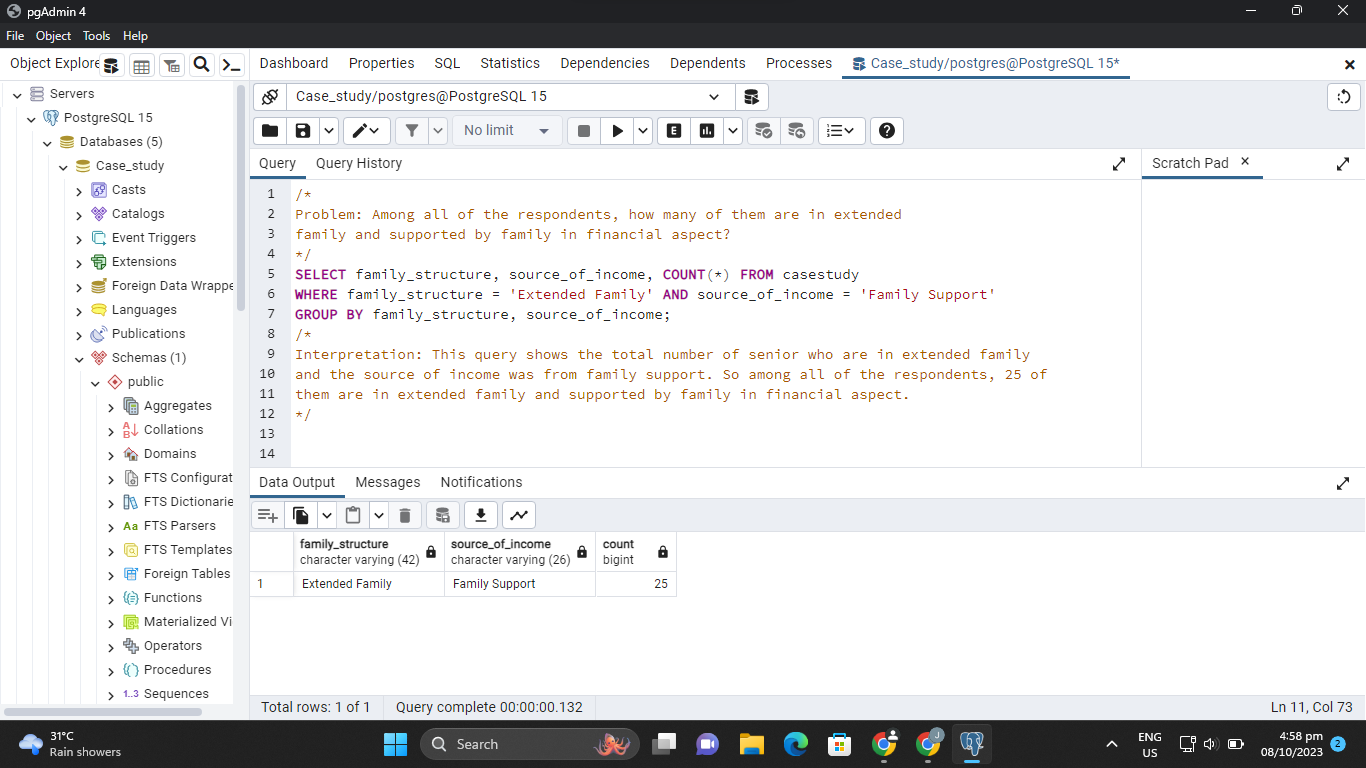 pgAdmin 4
File Object Tools Help
Object Explore
Dashboard Properties SQL Statistics Dependencies Dependents Processes Case_study/postgres@PostgreSQL 15*
Servers
PostgreSQL 15
Databases (5)
Case_study
Casts
Catalogs
Event Triggers
Extensions
Foreign Data Wrappe
Languages
Publications
Schemas (1)
public
Aggregates
Collations
Domains
FTS Configurat
FTS Dictionarie
FTS Parsers
FTS Templates
Foreign Tables
Functions
Materialized Vi
Operators
Procedures
Sequences
Case_study/postgres@PostgreSQL 15
No limit
Query Query History
Scratch Pad
1 /*
2 Problem: Among all of the respondents, how many of them are in extended
3 family and supported by family in financial aspect?
4 */
5 SELECT family_structure, source_of_income, COUNT(*) FROM casestudy
6 WHERE family_structure = 'Extended Family' AND source_of_income = 'Family Support'
7 GROUP BY family_structure, source_of_income;
8 /*
9 Interpretation: This query shows the total number of senior who are in extended family
10 and the source of income was from family support. So among all of the respondents, 25 of
11 them are in extended family and supported by family in financial aspect.
12 */
13
14
Data Output Messages Notifications
family_structure source_of_income count
character varying (42) character varying (26) bigint
1 Extended Family Family Support 25
Total rows: 1 of 1 Query complete 00:00:00.132 Ln 11, Col 73
31°C
Rain showers
Search
ENG
US
4:58 pm
08/10/2023
2